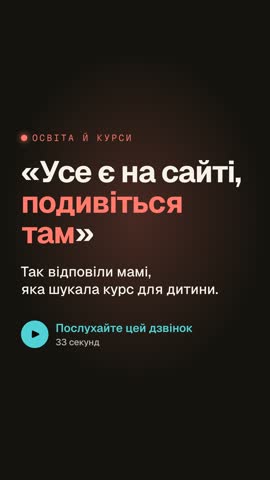 ОСВІТА Й КУРСИ
«Усе є на сайті,
подивіться
там»
Так відповіли мамі,
яка шукала курс для дитини.
Послухайте цей дзвінок
33 секунд